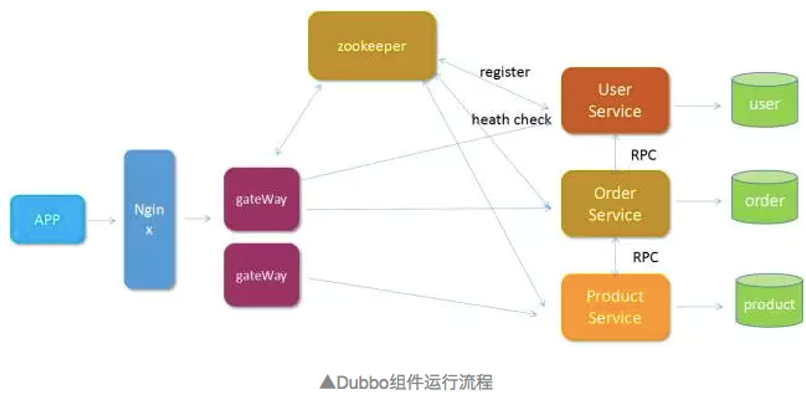 zookeeper
register
heath check
User
Service
user
RPC
APP
Ngin
x
gateWay
Order
Service
order
RPC
gateWay
Product
Service
product
▲Dubbo组件运行流程